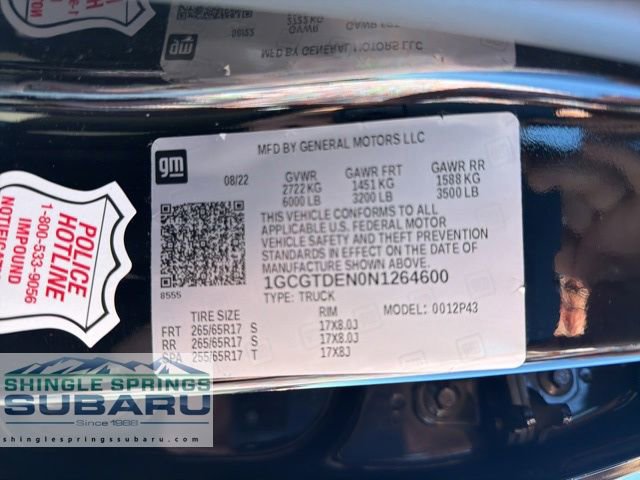 MFD BY GENERAL MOTORS LLC
gm
08/22
GVWR
2722 KG
6000 LB
GAWR FRT
1451 KG
3200 LB
GAWR RR
1588 KG
3500 LB
THIS VEHICLE CONFORMS TO ALL
APPLICABLE U.S. FEDERAL MOTOR
VEHICLE SAFETY AND THEFT PREVENTION
STANDARDS IN EFFECT ON THE DATE OF
MANUFACTURE SHOWN ABOVE.
8555
1GCGTDEN0N1264600
TYPE: TRUCK
MODEL: 0012P43
TIRE SIZE RIM
FRT 265/65R17 S 17X8.0J
RR 265/65R17 S 17X8.0J
SPA 255/65R17 T 17X8J
POLICE
HOTLINE
1-800-533-9056
IMPOUND
SHINGLE SPRINGS
SUBARU
Since 1988
shinglespringssubaru.com